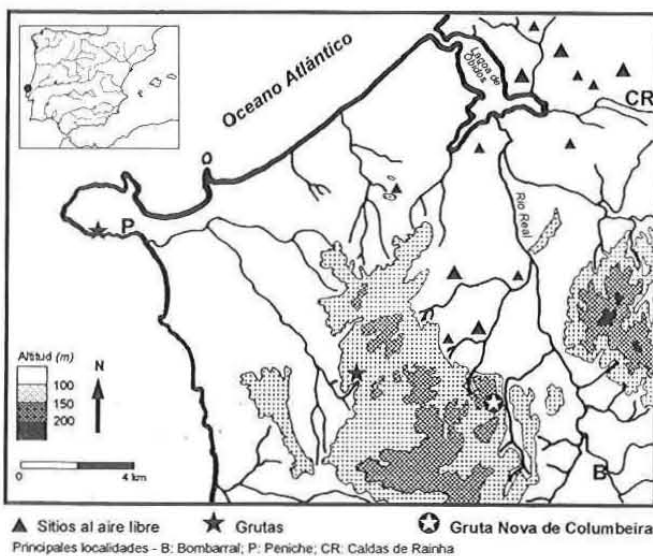 Oceano Atlántico
Lagoa de
Óbidos
CR
P
Rio Real
Altitud (m)
100
150
200
N
0
4 km
B
Sitios al aire libre
Grutas
Gruta Nova de Columbeira
Principales localidades - B: Bombarral; P: Peniche; CR: Caldas de Rainha